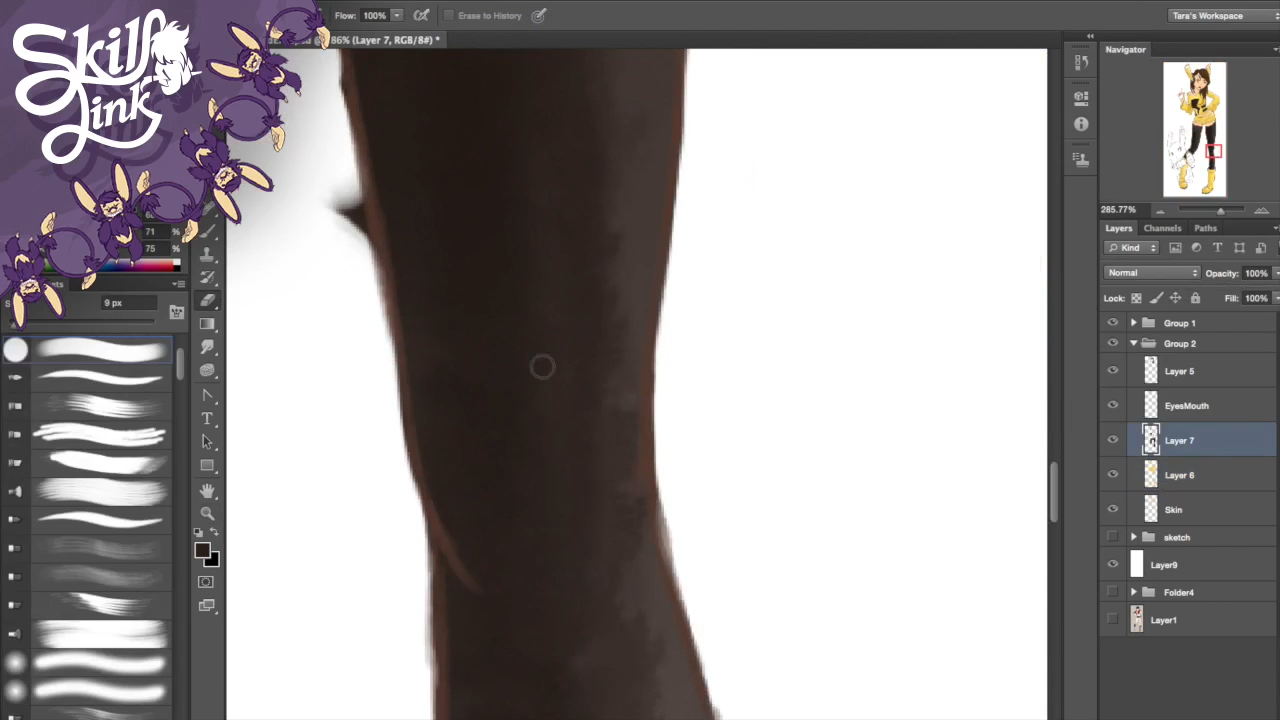 Skill
Link
Flow: 100%
Erase to History
Tara's Workspace
86% (Layer 7, RGB/8#) *
Navigator
285.77%
Layers Channels Paths
Kind
Normal Opacity: 100%
Lock: Fill: 100%
Group 1
Group 2
Layer 5
EyesMouth
Layer 7
Layer 6
Skin
sketch
Layer9
Folder4
Layer1
71 %
75 %
9 px
T